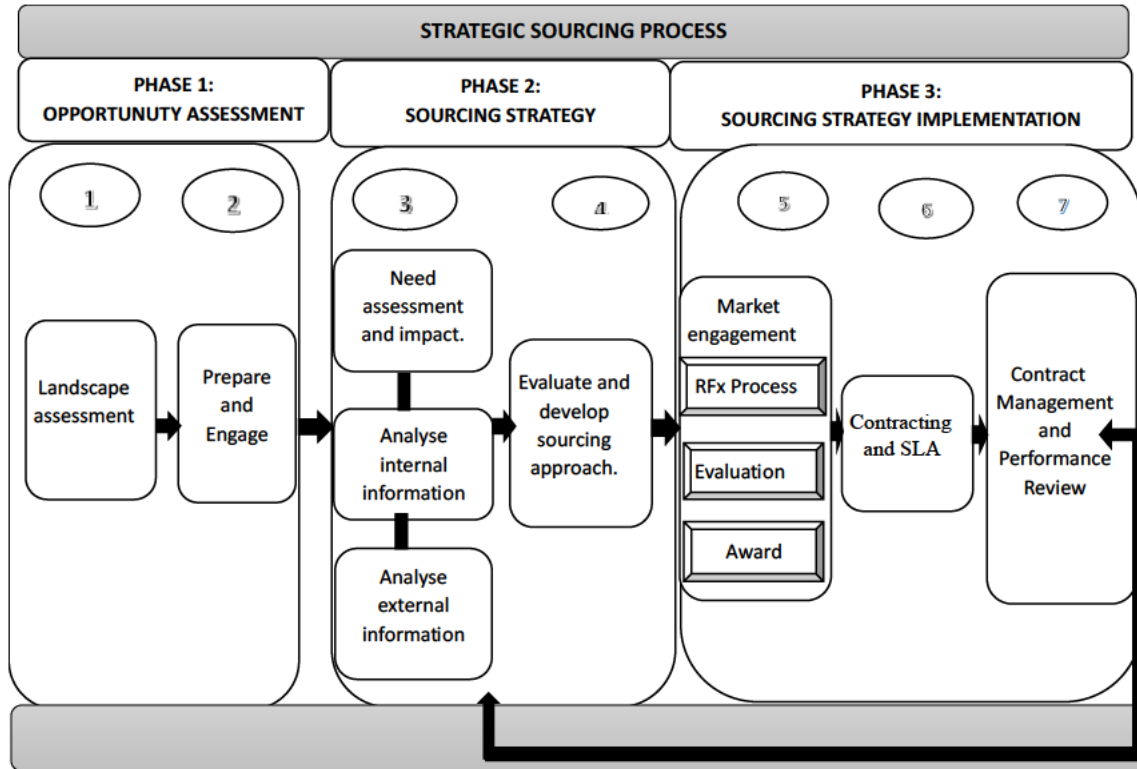 STRATEGIC SOURCING PROCESS
PHASE 1:
OPPORTUNUTY ASSESSMENT
PHASE 2:
SOURCING STRATEGY
PHASE 3:
SOURCING STRATEGY IMPLEMENTATION
1
2
3
4
5
6
7
Landscape
assessment
Prepare
and
Engage
Need
assessment
and impact.
Analyse
internal
information
Analyse
external
information
Evaluate and
develop
sourcing
approach.
Market
engagement
RFx Process
Evaluation
Award
Contracting
and SLA
Contract
Management
and
Performance
Review